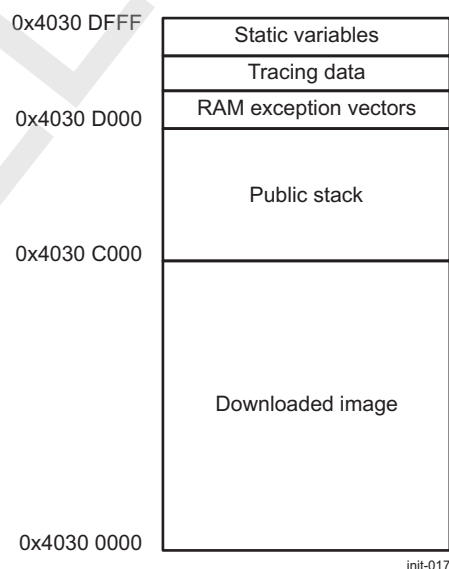 0x4030 DFFF
Static variables
Tracing data
RAM exception vectors
0x4030 D000
Public stack
0x4030 C000
Downloaded image
0x4030 0000
init-017